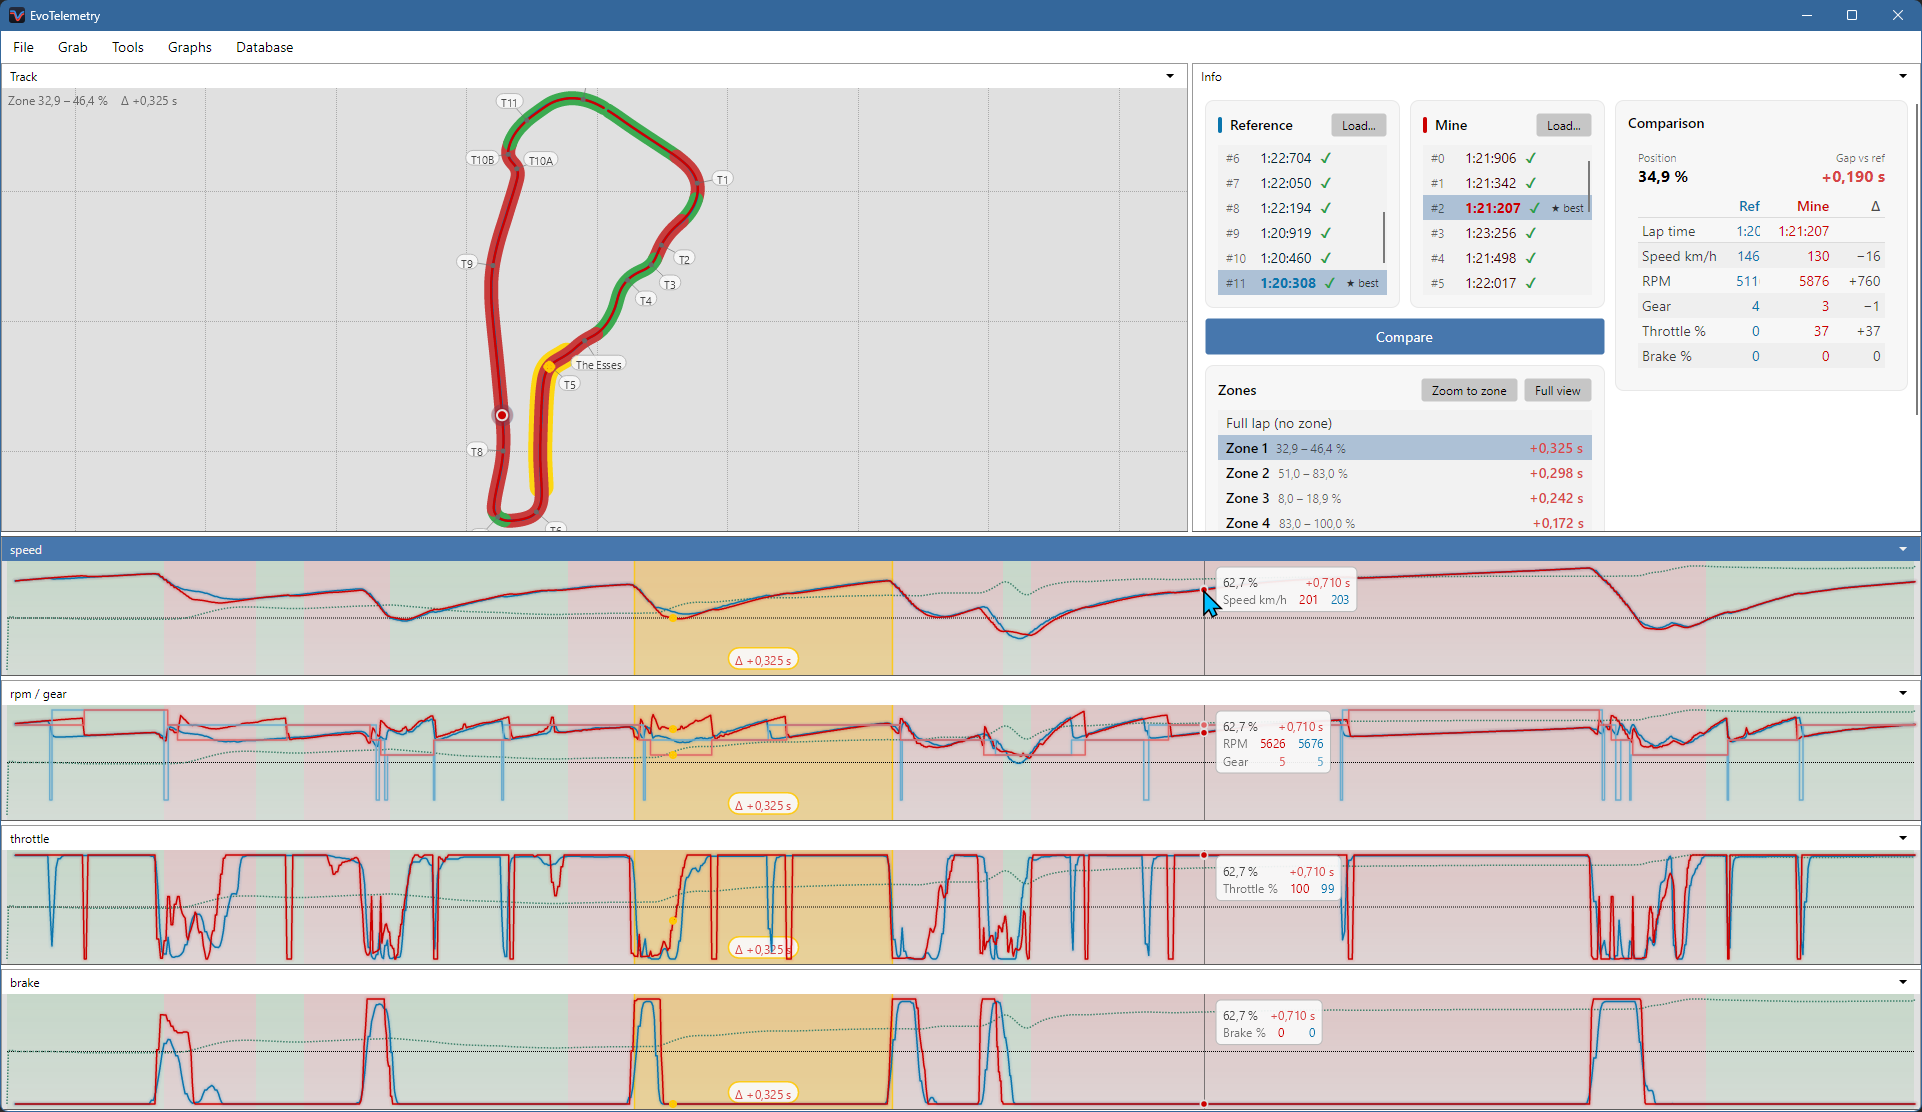 EvoTelemetry
File Grab Tools Graphs Database
Track
Zone 32,9 – 46,4 % Δ +0,325 s
T11
T10B
T10A
T1
T9
T2
T3
T4
The Esses
T5
T8
T6
Info
Reference Load...
#6 1:22:704 ✓
#7 1:22:050 ✓
#8 1:22:194 ✓
#9 1:20:919 ✓
#10 1:20:460 ✓
#11 1:20:308 ✓ ★ best
Mine Load...
#0 1:21:906 ✓
#1 1:21:342 ✓
#2 1:21:207 ✓ ★ best
#3 1:23:256 ✓
#4 1:21:498 ✓
#5 1:22:017 ✓
Compare
Zones Zoom to zone Full view
Full lap (no zone)
Zone 1 32,9 – 46,4 % +0,325 s
Zone 2 51,0 – 83,0 % +0,298 s
Zone 3 8,0 – 18,9 % +0,242 s
Zone 4 83,0 – 100,0 % +0,172 s
Comparison
Position Gap vs ref
34,9 % +0,190 s
Ref Mine Δ
Lap time 1:20 1:21:207
Speed km/h 146 130 −16
RPM 511 5876 +760
Gear 4 3 −1
Throttle % 0 37 +37
Brake % 0 0 0
speed
62,7 % +0,710 s
Speed km/h 201 203
Δ +0,325 s
rpm / gear
62,7 % +0,710 s
RPM 5626 5676
Gear 5 5
Δ +0,325 s
throttle
62,7 % +0,710 s
Throttle % 100 99
Δ +0,325 s
brake
62,7 % +0,710 s
Brake % 0 0
Δ +0,325 s